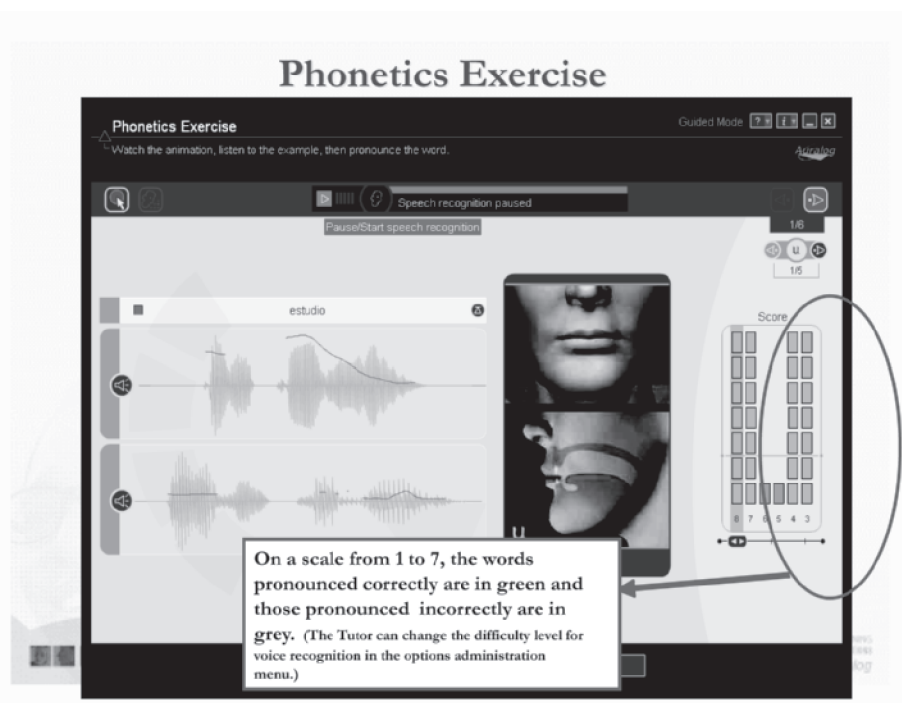 Phonetics Exercise
Phonetics Exercise
Guided Mode ? i
Watch the animation, listen to the example, then pronounce the word.
Auralog
Speech recognition paused
Pause/Start speech recognition
1/6
u
1/5
estudio
Score
8 7 6 5 4 3
u
On a scale from 1 to 7, the words
pronounced correctly are in green and
those pronounced incorrectly are in
grey. (The Tutor can change the difficulty level for
voice recognition in the options administration
menu.)